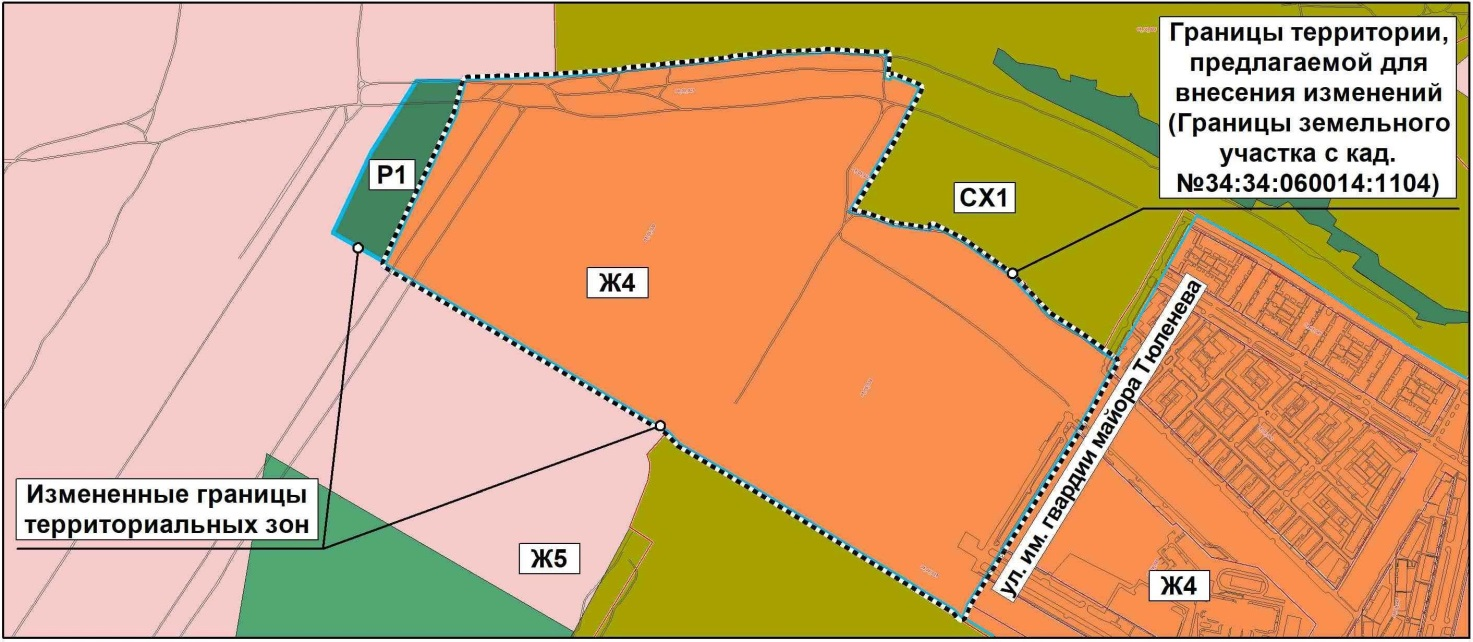 Границы территории,
предлагаемой для
внесения изменений
(Границы земельного
участка с кад.
№34:34:060014:1104)
Р1
СХ1
Ж4
ул. им. гвардии майора Тюленева
Измененные границы
территориальных зон
Ж5
Ж4